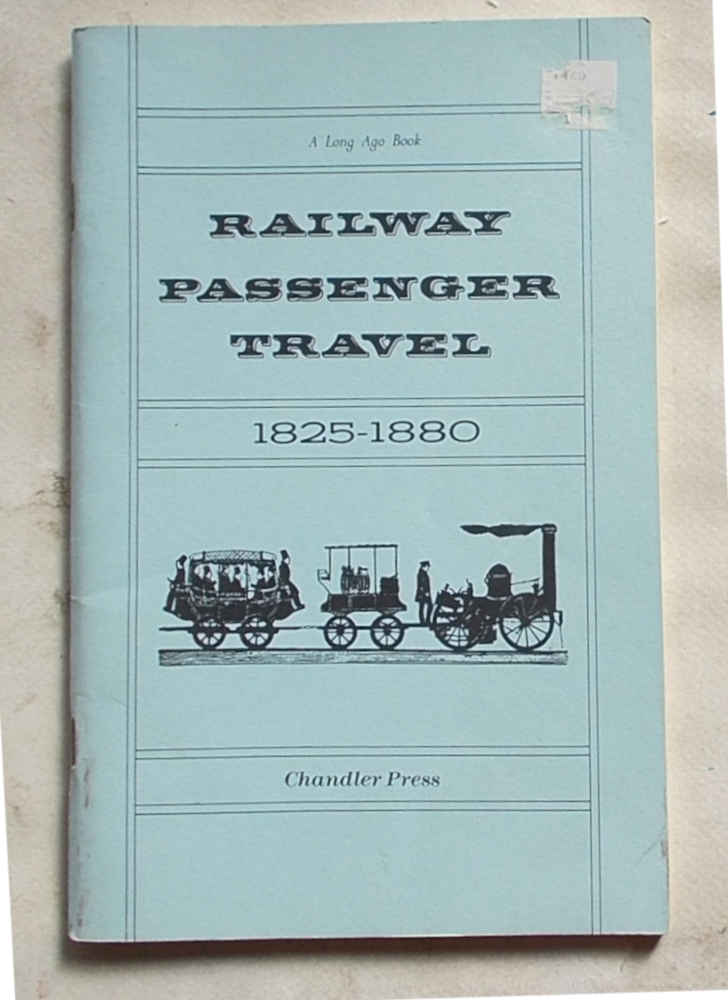 A Long Ago Book
RAILWAY
PASSENGER
TRAVEL
1825-1880
Chandler Press